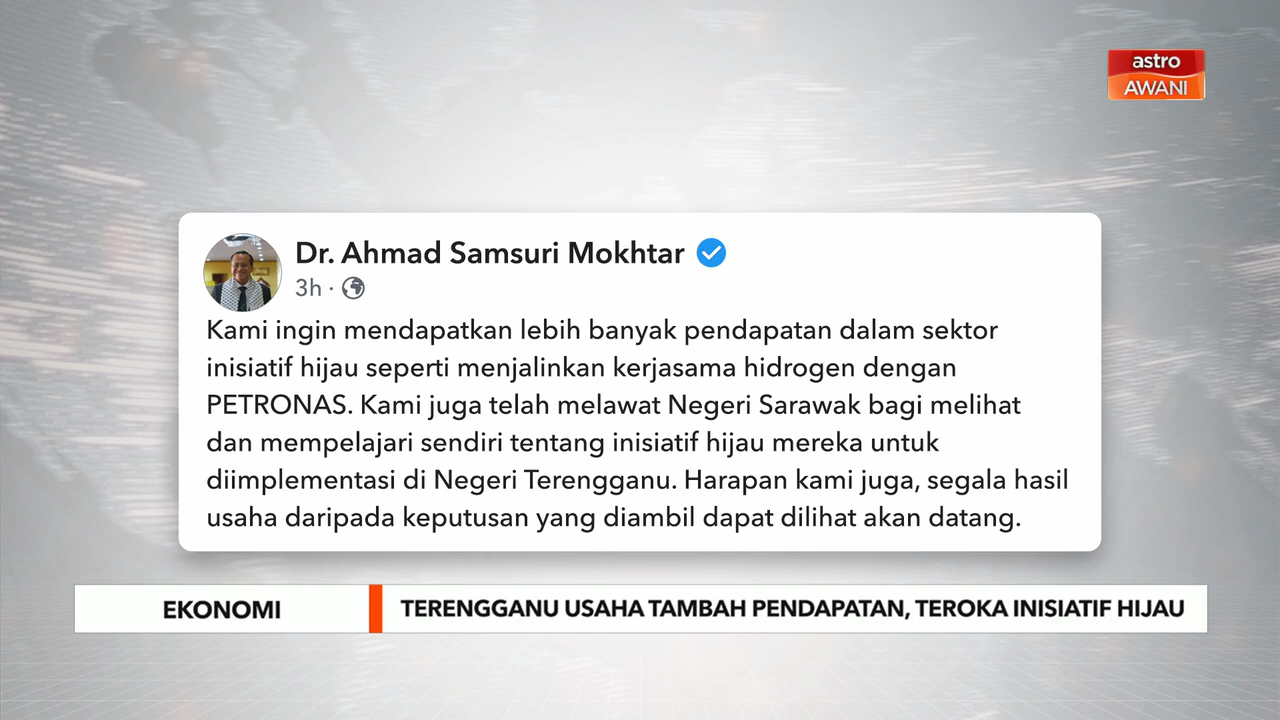 astro
AWANI
Dr. Ahmad Samsuri Mokhtar
3h ·
Kami ingin mendapatkan lebih banyak pendapatan dalam sektor
inisiatif hijau seperti menjalinkan kerjasama hidrogen dengan
PETRONAS. Kami juga telah melawat Negeri Sarawak bagi melihat
dan mempelajari sendiri tentang inisiatif hijau mereka untuk
diimplementasi di Negeri Terengganu. Harapan kami juga, segala hasil
usaha daripada keputusan yang diambil dapat dilihat akan datang.
EKONOMI
TERENGGANU USAHA TAMBAH PENDAPATAN, TEROKA INISIATIF HIJAU